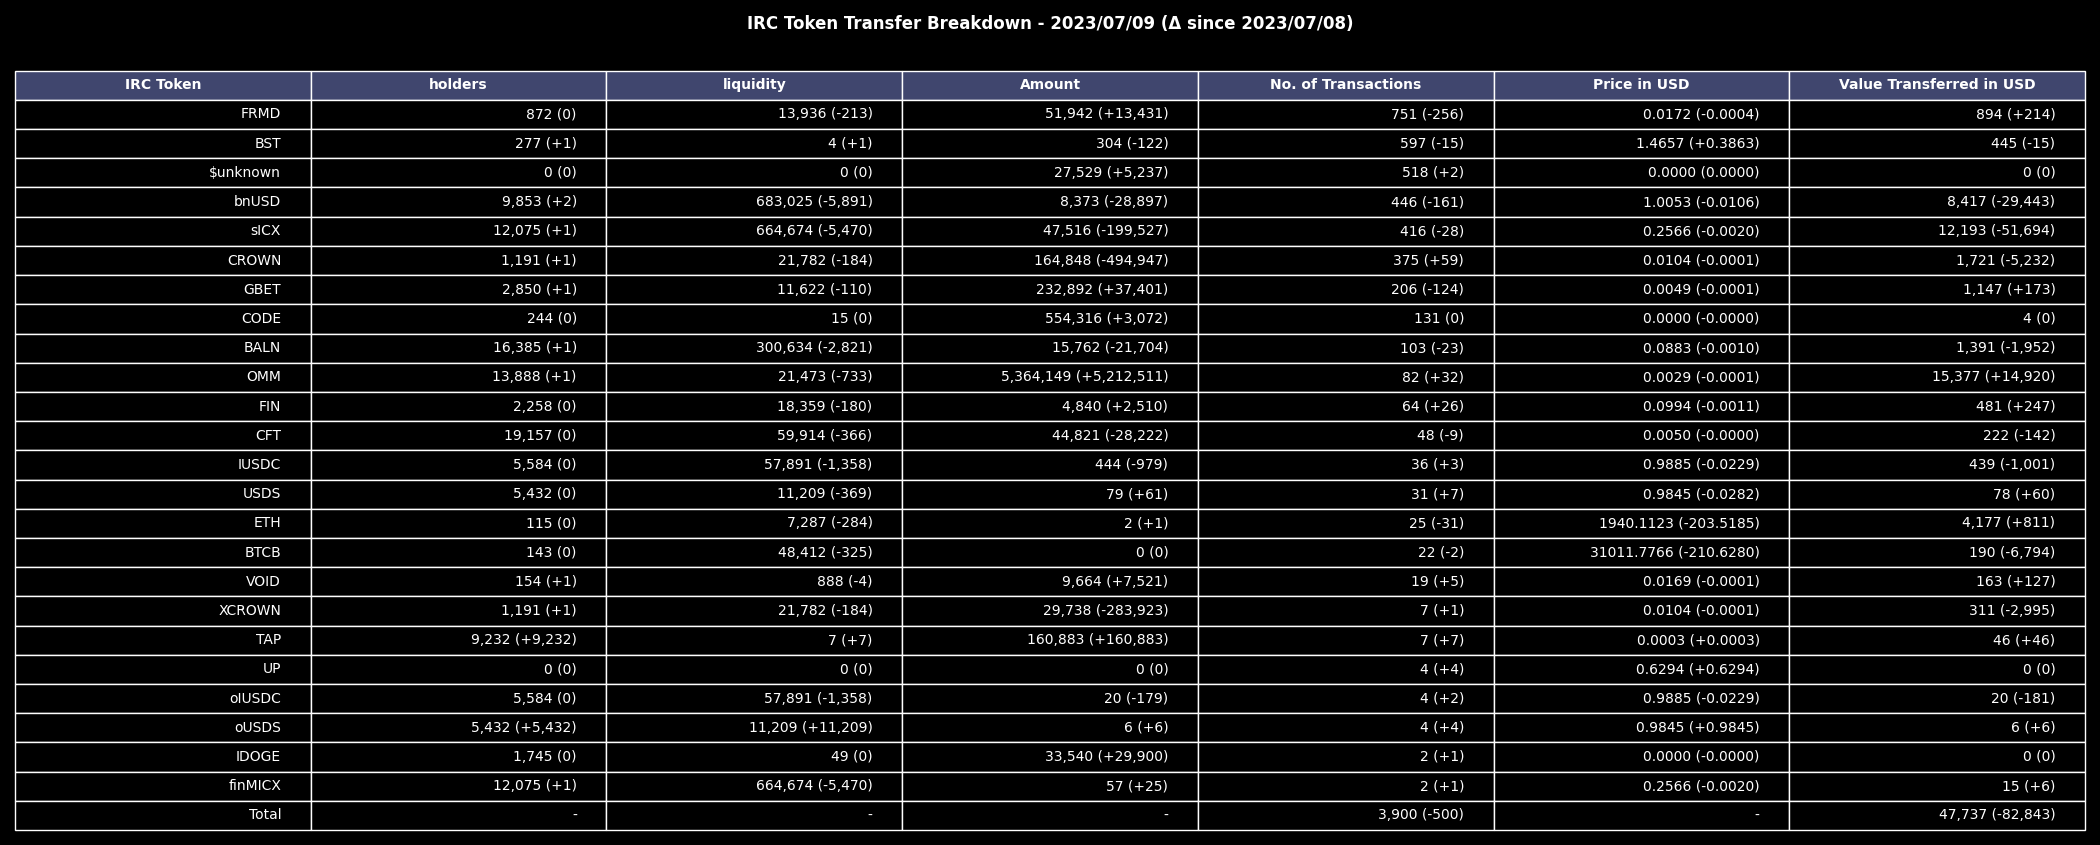 IRC Token Transfer Breakdown - 2023/07/09 (Δ since 2023/07/08)
IRC Token holders liquidity Amount No. of Transactions Price in USD Value Transferred in USD
FRMD 872 (0) 13,936 (-213) 51,942 (+13,431) 751 (-256) 0.0172 (-0.0004) 894 (+214)
BST 277 (+1) 4 (+1) 304 (-122) 597 (-15) 1.4657 (+0.3863) 445 (-15)
$unknown 0 (0) 0 (0) 27,529 (+5,237) 518 (+2) 0.0000 (0.0000) 0 (0)
bnUSD 9,853 (+2) 683,025 (-5,891) 8,373 (-28,897) 446 (-161) 1.0053 (-0.0106) 8,417 (-29,443)
sICX 12,075 (+1) 664,674 (-5,470) 47,516 (-199,527) 416 (-28) 0.2566 (-0.0020) 12,193 (-51,694)
CROWN 1,191 (+1) 21,782 (-184) 164,848 (-494,947) 375 (+59) 0.0104 (-0.0001) 1,721 (-5,232)
GBET 2,850 (+1) 11,622 (-110) 232,892 (+37,401) 206 (-124) 0.0049 (-0.0001) 1,147 (+173)
CODE 244 (0) 15 (0) 554,316 (+3,072) 131 (0) 0.0000 (-0.0000) 4 (0)
BALN 16,385 (+1) 300,634 (-2,821) 15,762 (-21,704) 103 (-23) 0.0883 (-0.0010) 1,391 (-1,952)
OMM 13,888 (+1) 21,473 (-733) 5,364,149 (+5,212,511) 82 (+32) 0.0029 (-0.0001) 15,377 (+14,920)
FIN 2,258 (0) 18,359 (-180) 4,840 (+2,510) 64 (+26) 0.0994 (-0.0011) 481 (+247)
CFT 19,157 (0) 59,914 (-366) 44,821 (-28,222) 48 (-9) 0.0050 (-0.0000) 222 (-142)
IUSDC 5,584 (0) 57,891 (-1,358) 444 (-979) 36 (+3) 0.9885 (-0.0229) 439 (-1,001)
USDS 5,432 (0) 11,209 (-369) 79 (+61) 31 (+7) 0.9845 (-0.0282) 78 (+60)
ETH 115 (0) 7,287 (-284) 2 (+1) 25 (-31) 1940.1123 (-203.5185) 4,177 (+811)
BTCB 143 (0) 48,412 (-325) 0 (0) 22 (-2) 31011.7766 (-210.6280) 190 (-6,794)
VOID 154 (+1) 888 (-4) 9,664 (+7,521) 19 (+5) 0.0169 (-0.0001) 163 (+127)
XCROWN 1,191 (+1) 21,782 (-184) 29,738 (-283,923) 7 (+1) 0.0104 (-0.0001) 311 (-2,995)
TAP 9,232 (+9,232) 7 (+7) 160,883 (+160,883) 7 (+7) 0.0003 (+0.0003) 46 (+46)
UP 0 (0) 0 (0) 0 (0) 4 (+4) 0.6294 (+0.6294) 0 (0)
oIUSDC 5,584 (0) 57,891 (-1,358) 20 (-179) 4 (+2) 0.9885 (-0.0229) 20 (-181)
oUSDS 5,432 (+5,432) 11,209 (+11,209) 6 (+6) 4 (+4) 0.9845 (+0.9845) 6 (+6)
IDOGE 1,745 (0) 49 (0) 33,540 (+29,900) 2 (+1) 0.0000 (-0.0000) 0 (0)
finMICX 12,075 (+1) 664,674 (-5,470) 57 (+25) 2 (+1) 0.2566 (-0.0020) 15 (+6)
Total - - - 3,900 (-500) - 47,737 (-82,843)